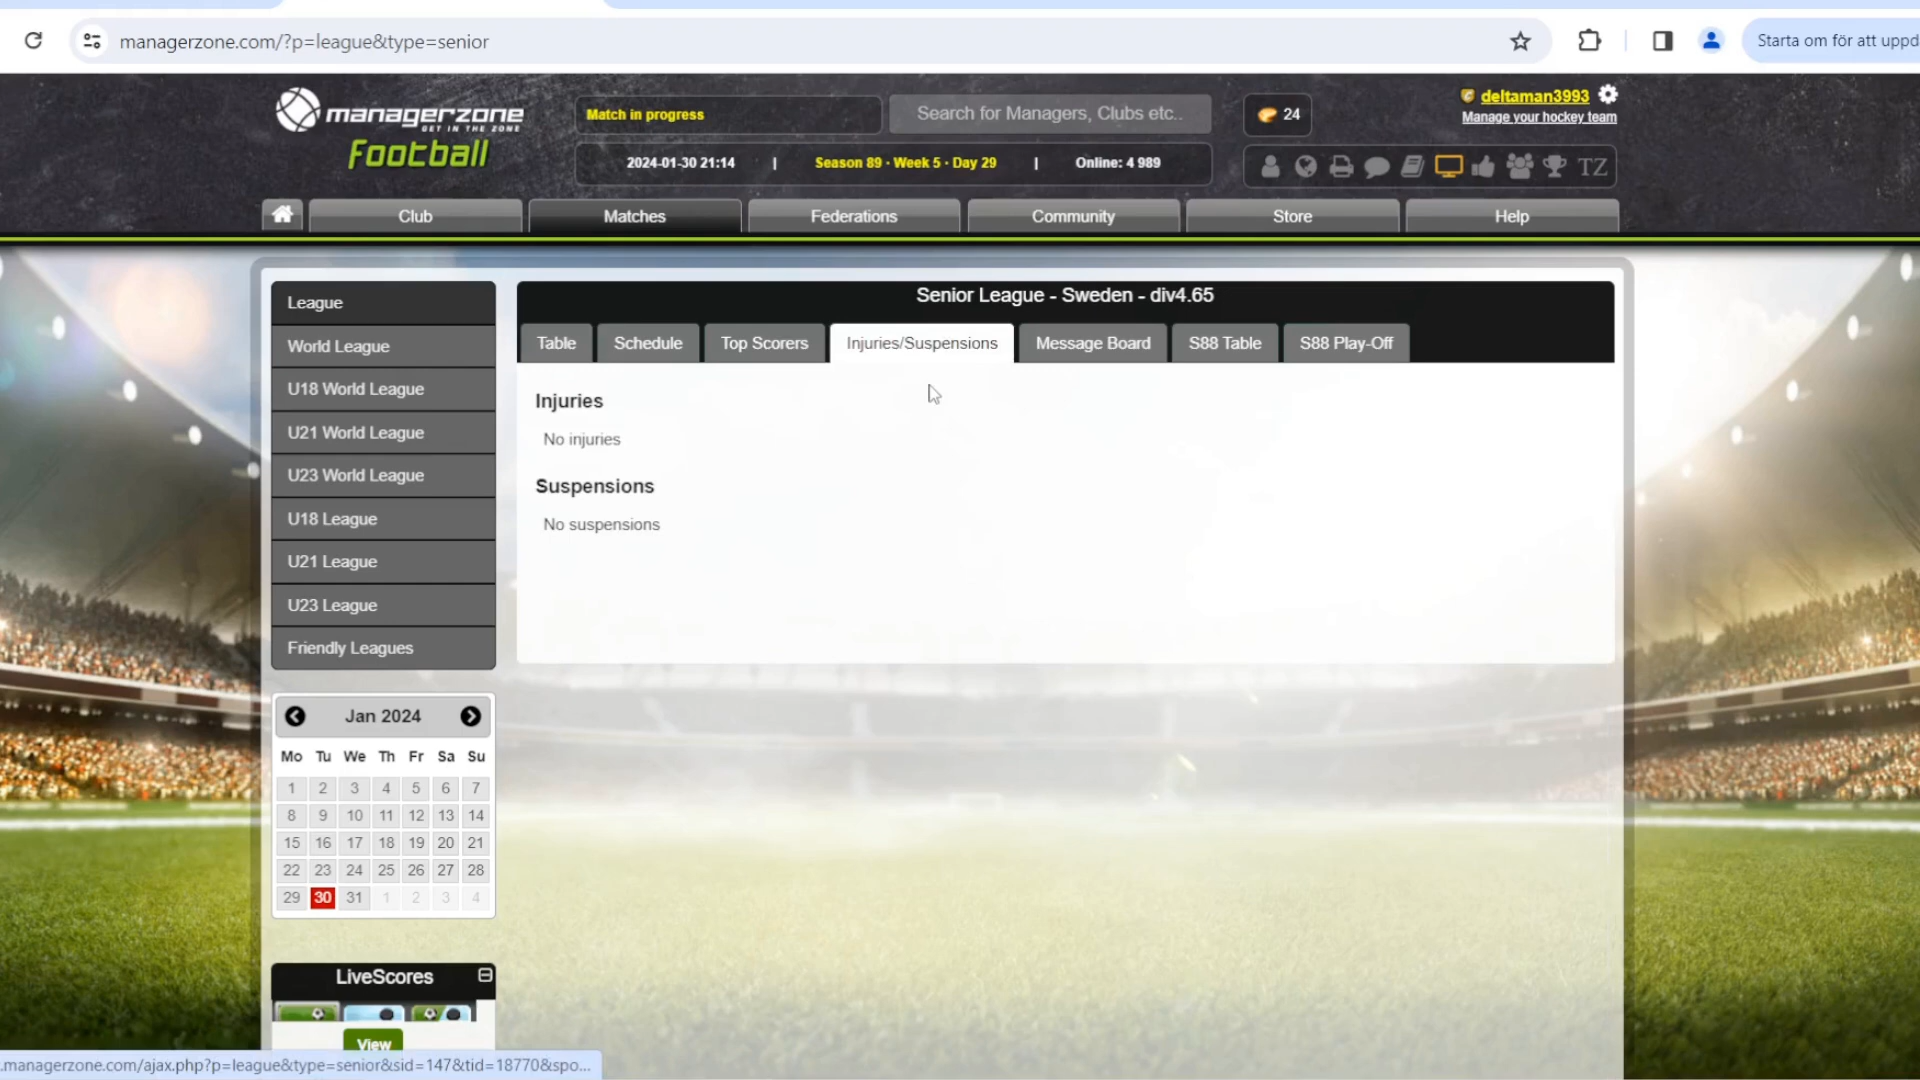 managerzone.com/?p=league&type=senior
Starta om för att uppd
managerzone
GET IN THE ZONE
Football
Match in progress
Search for Managers, Clubs etc..
24
deltaman3993
Manage your hockey team
2024-01-30 21:14 | Season 89 · Week 5 · Day 29 | Online: 4 989
TZ
Club Matches Federations Community Store Help
League
World League
U18 World League
U21 World League
U23 World League
U18 League
U21 League
U23 League
Friendly Leagues
Senior League - Sweden - div4.65
Table Schedule Top Scorers Injuries/Suspensions Message Board S88 Table S88 Play-Off
Injuries
No injuries
Suspensions
No suspensions
Jan 2024
Mo Tu We Th Fr Sa Su
1 2 3 4 5 6 7
8 9 10 11 12 13 14
15 16 17 18 19 20 21
22 23 24 25 26 27 28
29 30 31 1 2 3 4
LiveScores
View
.managerzone.com/ajax.php?p=league&type=senior&sid=147&tid=18770&spo...